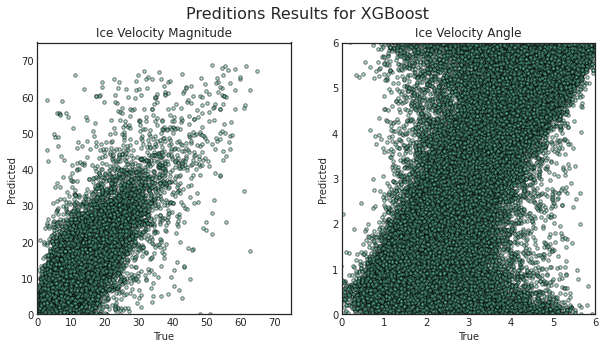 Preditions Results for XGBoost
Ice Velocity Magnitude
Ice Velocity Angle
Predicted
70
60
50
40
30
20
10
0
0 10 20 30 40 50 60 70
True
Predicted
6
5
4
3
2
1
0
0 1 2 3 4 5 6
True